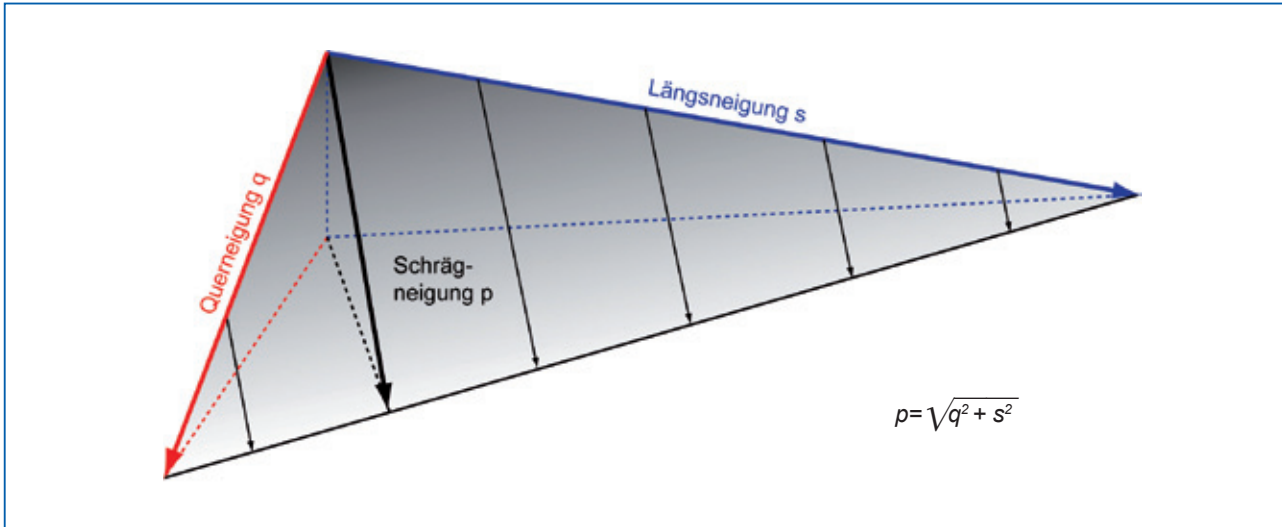 Längsneigung s
Querneigung q
Schräg-
neigung p
p=√q² + s²